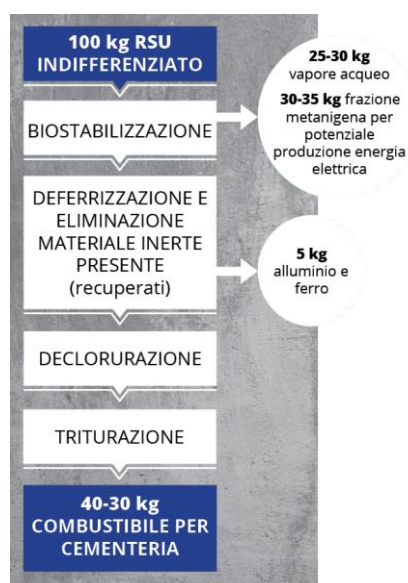 100 kg RSU
INDIFFERENZIATO
25-30 kg
vapore acqueo
30-35 kg frazione
metanigena per
potenziale
produzione energia
elettrica
BIOSTABILIZZAZIONE
DEFERRIZZAZIONE E
ELIMINAZIONE
MATERIALE INERTE
PRESENTE
(recuperati)
5 kg
alluminio e
ferro
DECLORURAZIONE
TRITURAZIONE
40-30 kg
COMBUSTIBILE PER
CEMENTERIA